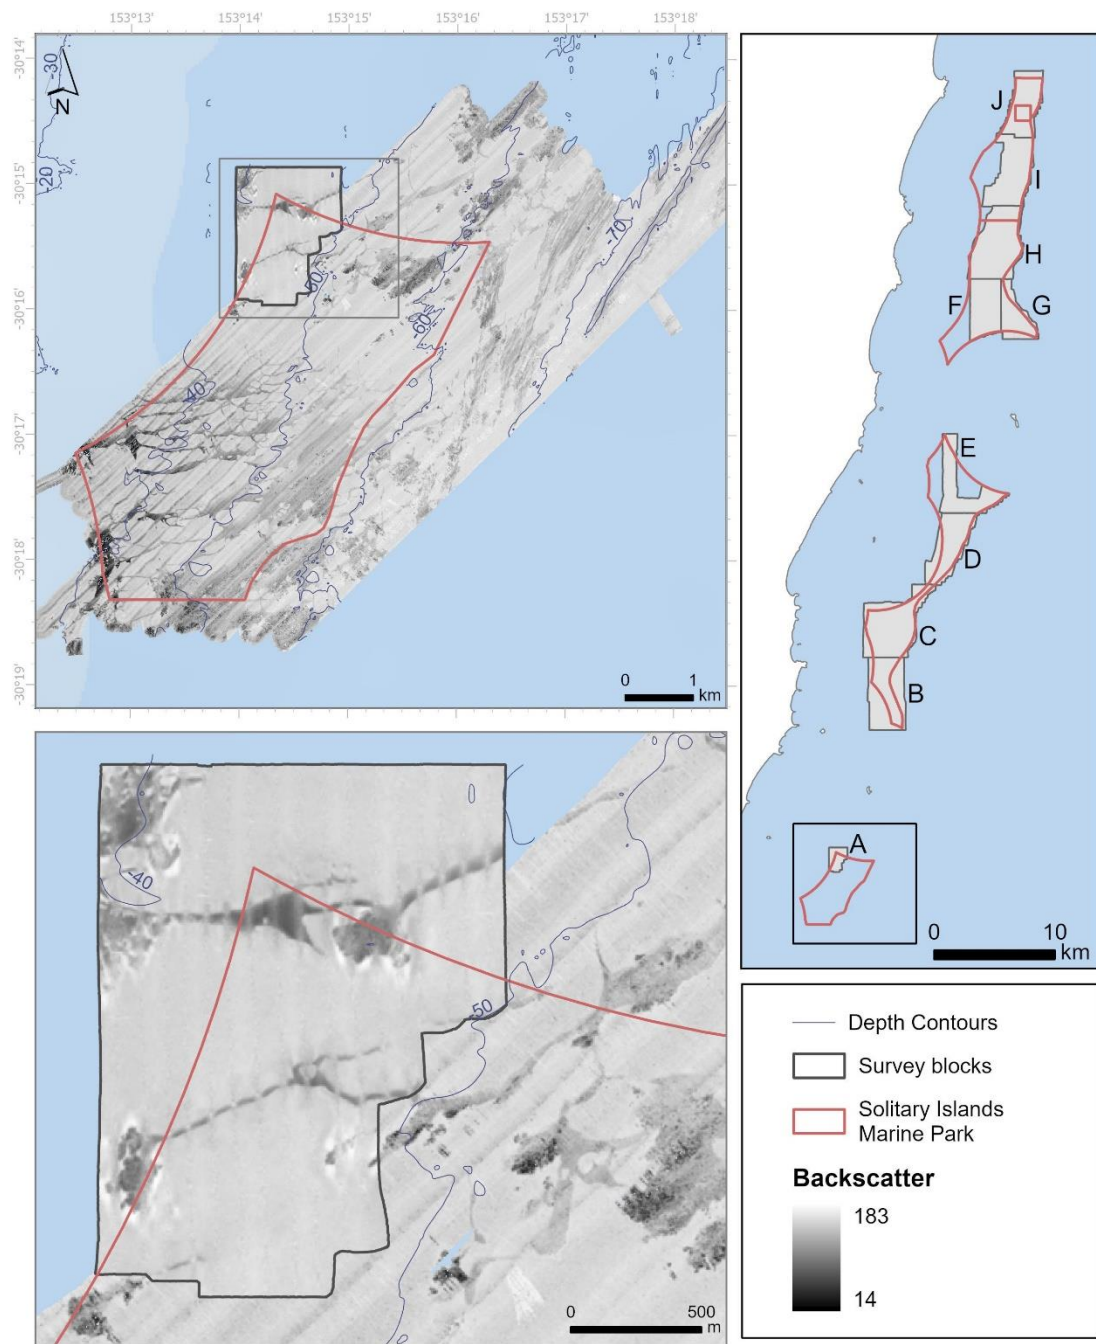 153°13' 153°14' 153°15' 153°16' 153°17' 153°18'
-30°14'
-30°15'
-30°16'
-30°17'
-30°18'
-30°19'
-30
N
-20
-70
-50
-60
-40
0 1
km
-40
-50
0 500
m
J
I
H
F
G
E
D
C
B
A
0 10
km
Depth Contours
Survey blocks
Solitary Islands
Marine Park
Backscatter
183
14